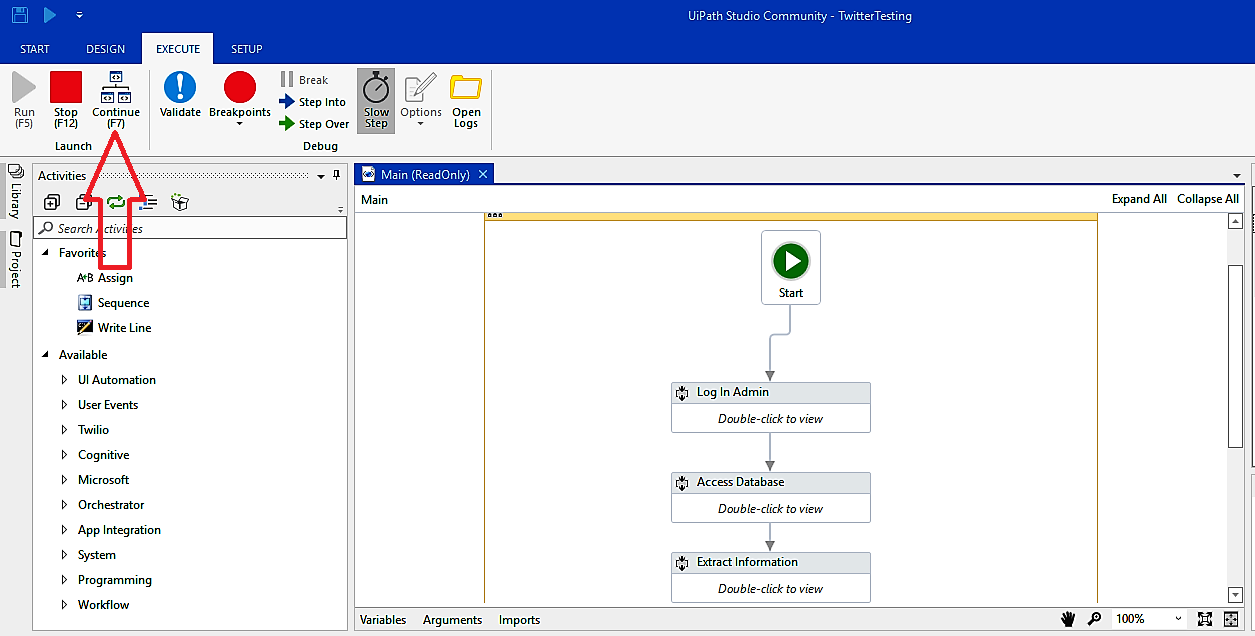 UiPath Studio Community - TwitterTesting
START DESIGN EXECUTE SETUP
Run
(F5)
Stop
(F12)
Continue
(F7)
Launch
Validate
Breakpoints
Break
Step Into
Step Over
Slow
Step
Options
Open
Logs
Debug
Library
Project
Activities
Search Activities
Favorites
A+B Assign
Sequence
Write Line
Available
UI Automation
User Events
Twilio
Cognitive
Microsoft
Orchestrator
App Integration
System
Programming
Workflow
Main (ReadOnly)
Main
Expand All Collapse All
Start
Log In Admin
Double-click to view
Access Database
Double-click to view
Extract Information
Double-click to view
Variables Arguments Imports
100%